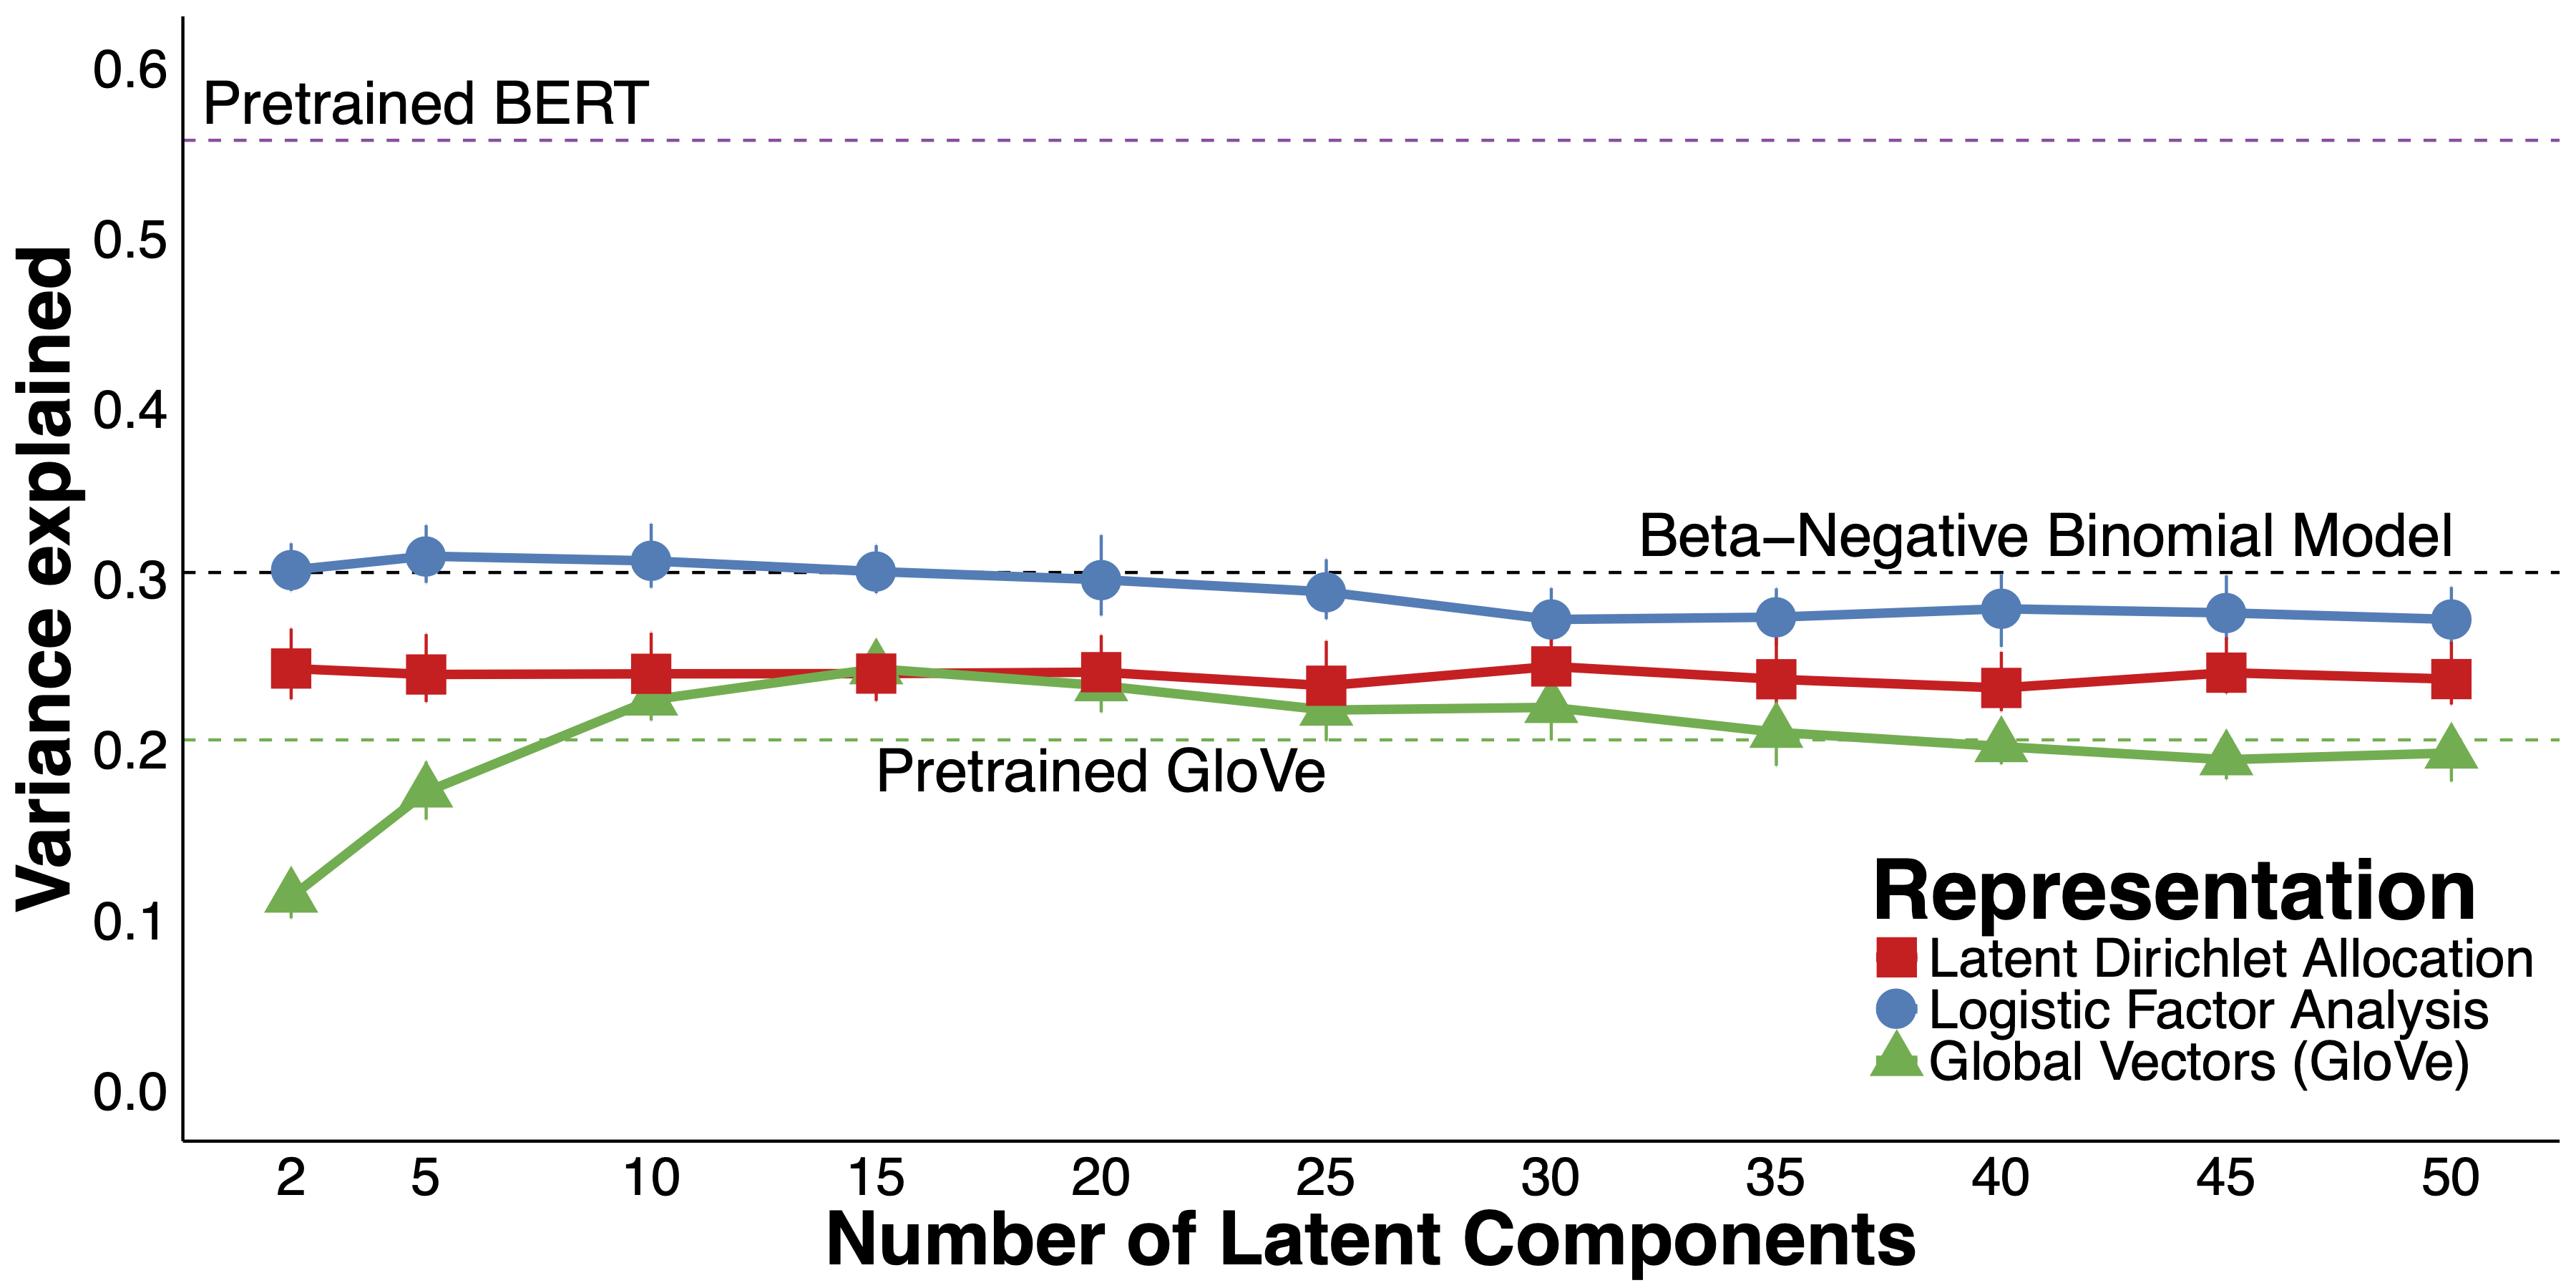 Variance explained
0.6
0.5
0.4
0.3
0.2
0.1
0.0
Pretrained BERT
Beta−Negative Binomial Model
Pretrained GloVe
Representation
Latent Dirichlet Allocation
Logistic Factor Analysis
Global Vectors (GloVe)
2 5 10 15 20 25 30 35 40 45 50
Number of Latent Components